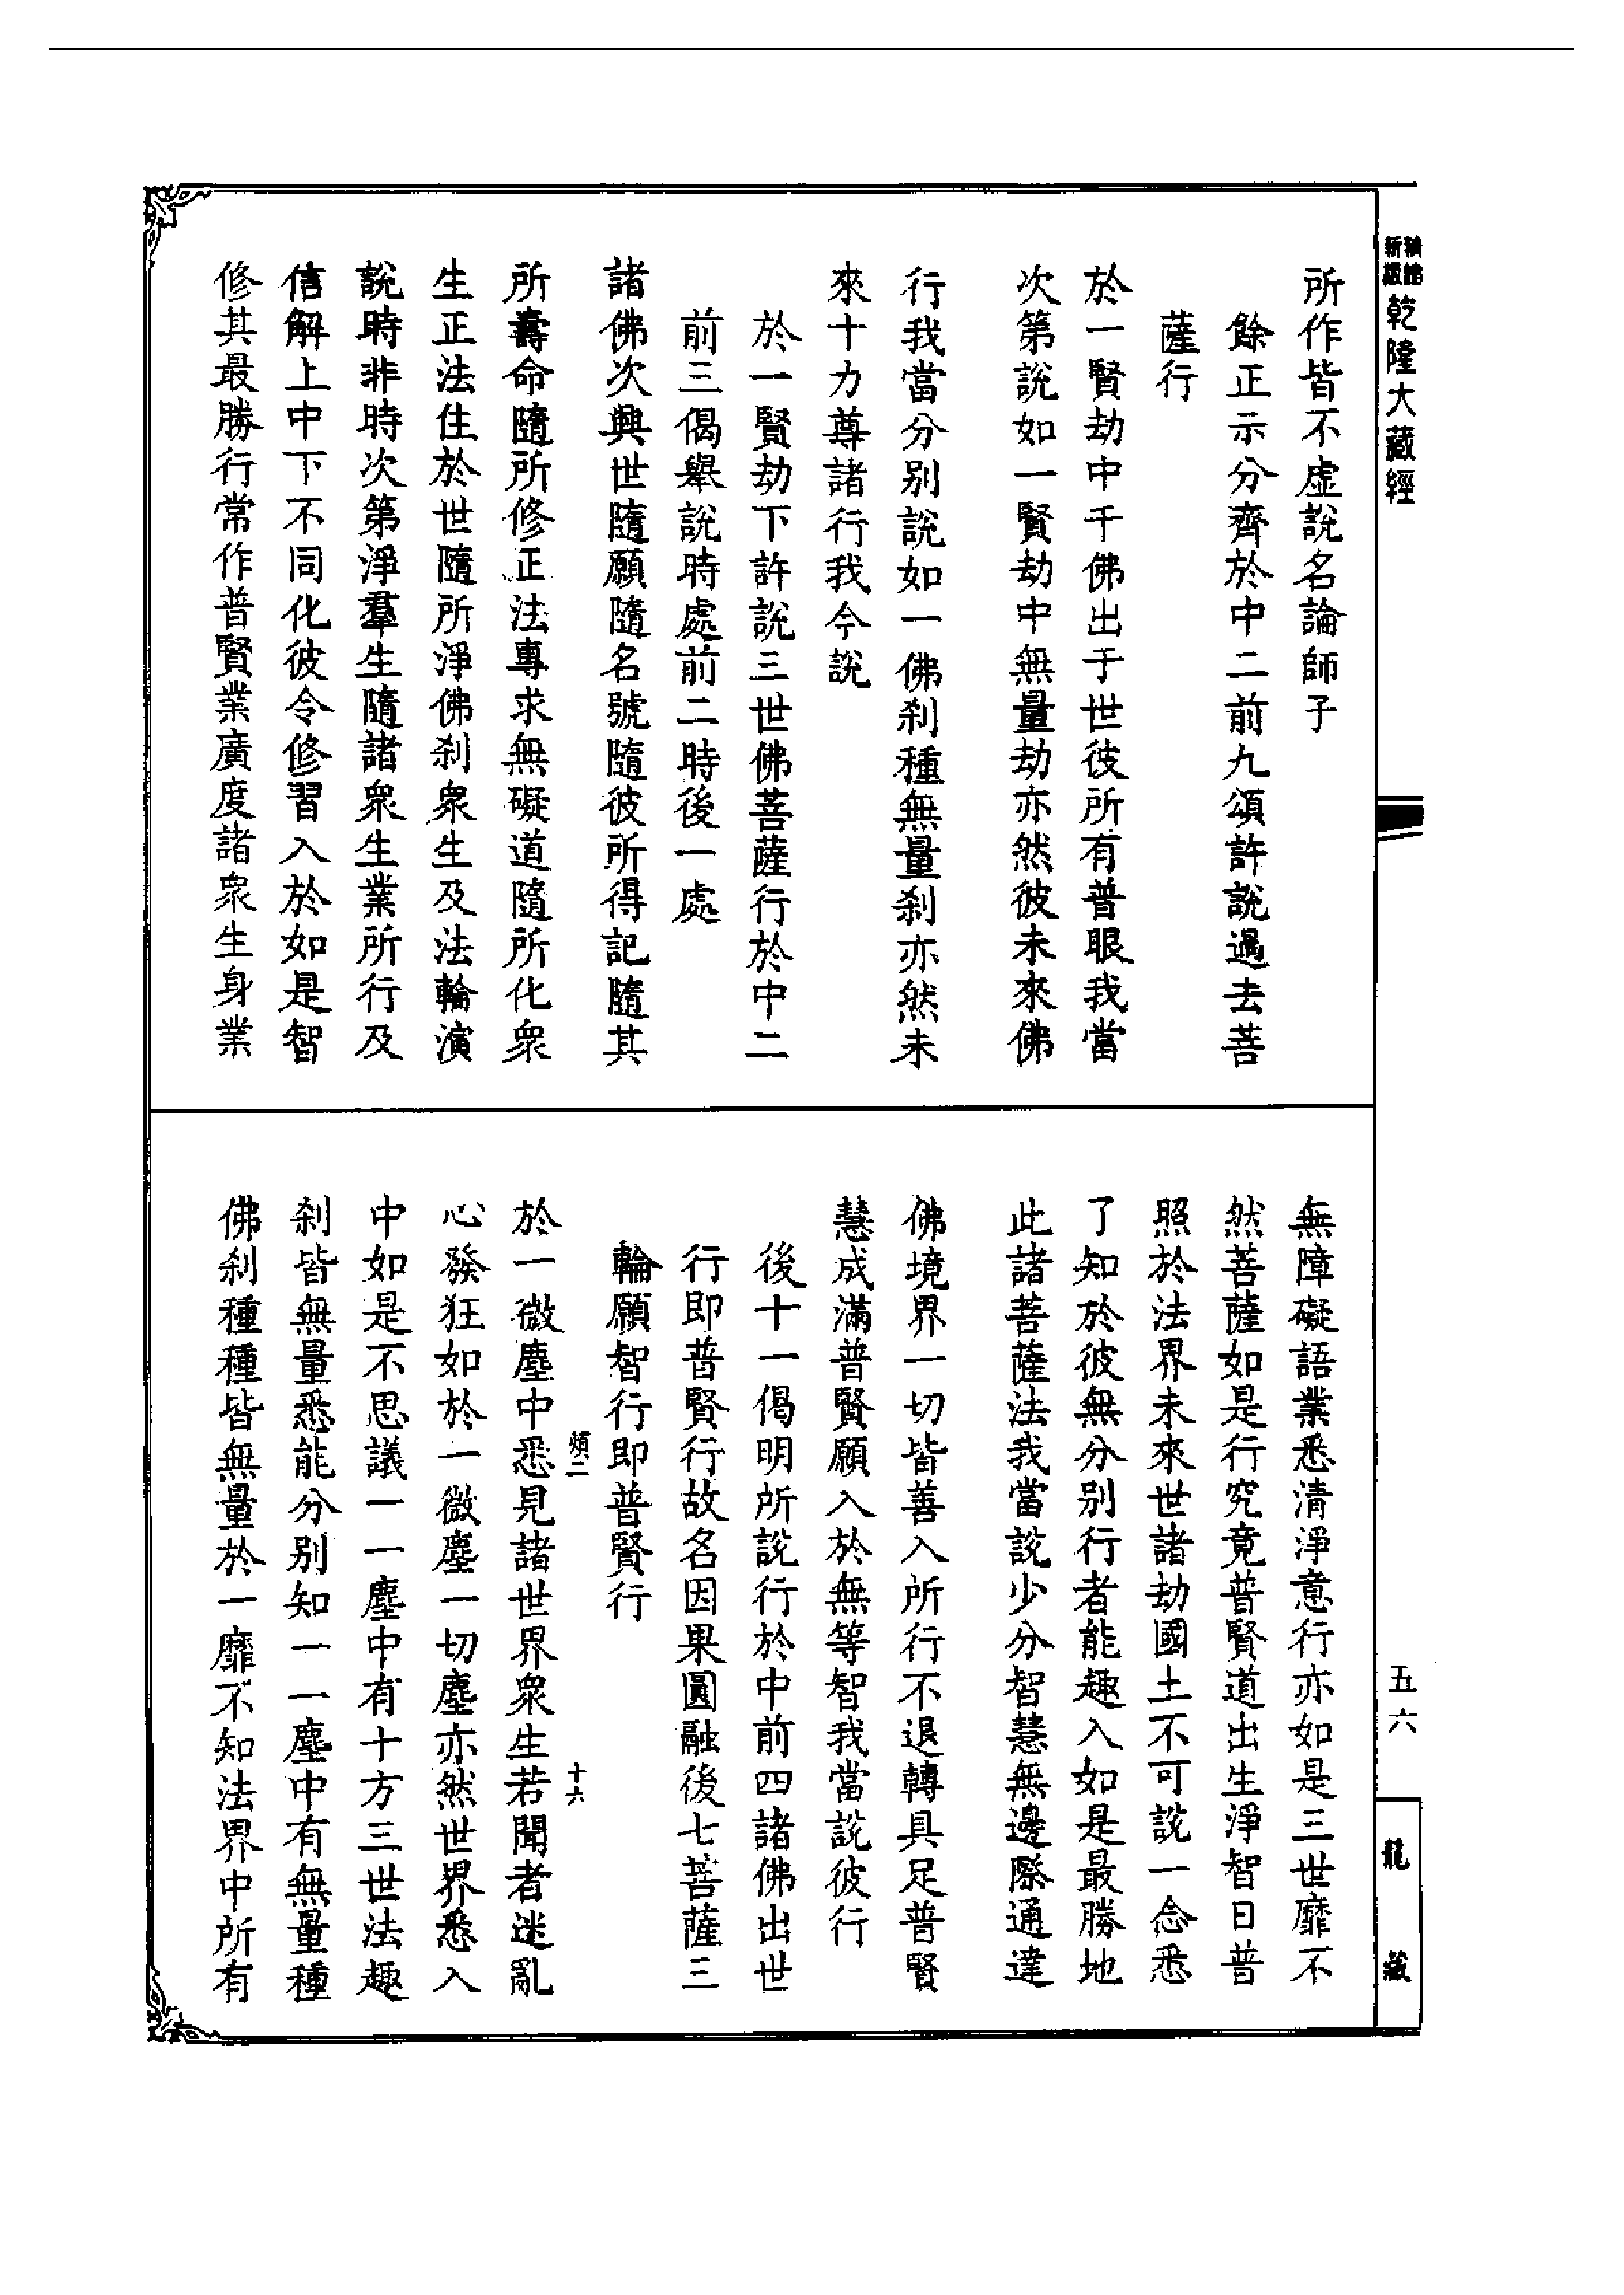 乾隆大藏經
所作皆不虛說名論師子
餘正示分齊於中二前九頌許說過去菩
薩行
於一賢劫中千佛出于世彼所有普眼我當
次第說如一賢劫中無量劫亦然彼未來佛
行我當分別說如一佛剎種無量剎亦然未
來十力尊諸行我今說
於一賢劫下許說三世佛菩薩行於中二
前三偈舉說時處前二時後一處
諸佛次興世隨願隨名號隨彼所得記隨其
所壽命隨所修正法專求無礙道隨所化眾
生正法住於世隨所淨佛剎眾生及法輪演
說時非時次第淨羣生隨諸眾生業所行及
信解上中下不同化彼令修習入於如是智
修其最勝行常作普賢業廣度諸眾生身業
無障礙語業悉清淨意行亦如是三世靡不
然菩薩如是行究竟普賢道出生淨智日普
照於法界未來世諸劫國土不可說一念悉
了知於彼無分別行者能趣入如是最勝地
此諸菩薩法我當說少分智慧無邊際通達
佛境界一切皆善入所行不退轉具足普賢
慧成滿普賢願入於無等智我當說彼行
後十一偈明所說行於中前四諸佛出世
行即普賢行故名因果圓融後七菩薩三
輪願智行即普賢行
於一微塵中悉見諸世界眾生若聞者迷亂
心發狂如於一微塵一切塵亦然世界悉入
中如是不思議一一塵中有十方三世法趣
剎皆無量悉能分別知一一塵中有無量種
佛剎種種皆無量於一靡不知法界中所有
十六
五六
龍藏